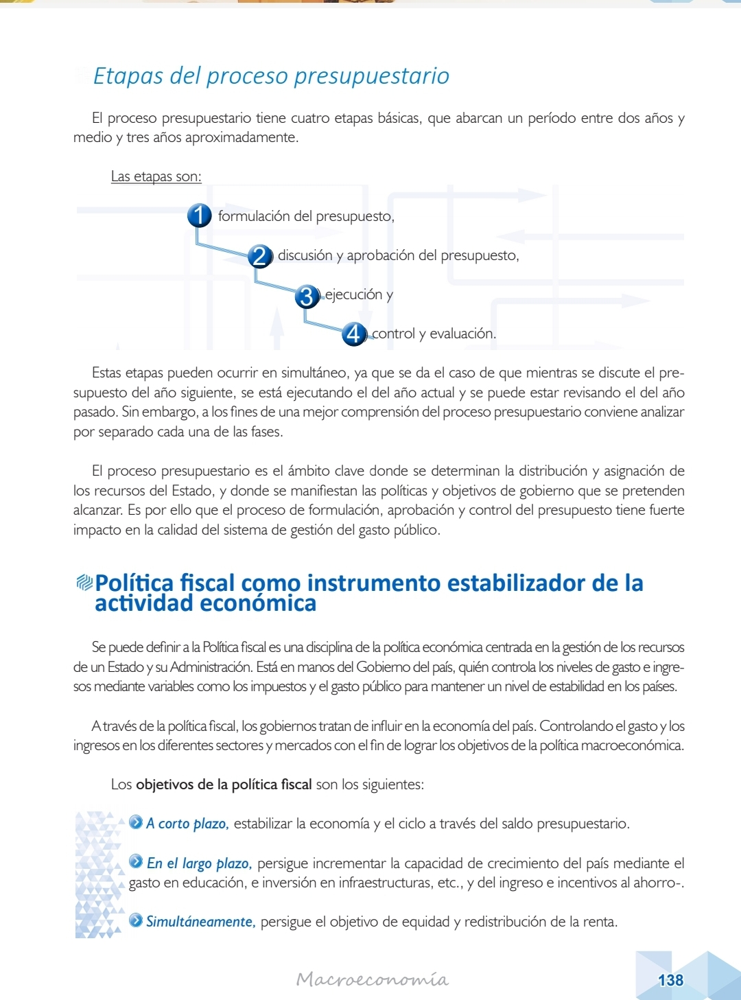 Etapas del proceso presupuestario
El proceso presupuestario tiene cuatro etapas básicas, que abarcan un período entre dos años y
medio y tres años aproximadamente.
Las etapas son:
1 formulación del presupuesto,
2 discusión y aprobación del presupuesto,
3 ejecución y
4 control y evaluación.
Estas etapas pueden ocurrir en simultáneo, ya que se da el caso de que mientras se discute el pre-
supuesto del año siguiente, se está ejecutando el del año actual y se puede estar revisando el del año
pasado. Sin embargo, a los fines de una mejor comprensión del proceso presupuestario conviene analizar
por separado cada una de las fases.
El proceso presupuestario es el ámbito clave donde se determinan la distribución y asignación de
los recursos del Estado, y donde se manifiestan las políticas y objetivos de gobierno que se pretenden
alcanzar. Es por ello que el proceso de formulación, aprobación y control del presupuesto tiene fuerte
impacto en la calidad del sistema de gestión del gasto público.
Política fiscal como instrumento estabilizador de la
actividad económica
Se puede definir a la Política fiscal es una disciplina de la política económica centrada en la gestión de los recursos
de un Estado y su Administración. Está en manos del Gobierno del país, quién controla los niveles de gasto e ingre-
sos mediante variables como los impuestos y el gasto público para mantener un nivel de estabilidad en los países.
A través de la política fiscal, los gobiernos tratan de influir en la economía del país. Controlando el gasto y los
ingresos en los diferentes sectores y mercados con el fin de lograr los objetivos de la política macroeconómica.
Los objetivos de la política fiscal son los siguientes:
A corto plazo, estabilizar la economía y el ciclo a través del saldo presupuestario.
En el largo plazo, persigue incrementar la capacidad de crecimiento del país mediante el
gasto en educación, e inversión en infraestructuras, etc., y del ingreso e incentivos al ahorro-.
Simultáneamente, persigue el objetivo de equidad y redistribución de la renta.
Macroeconomía
138